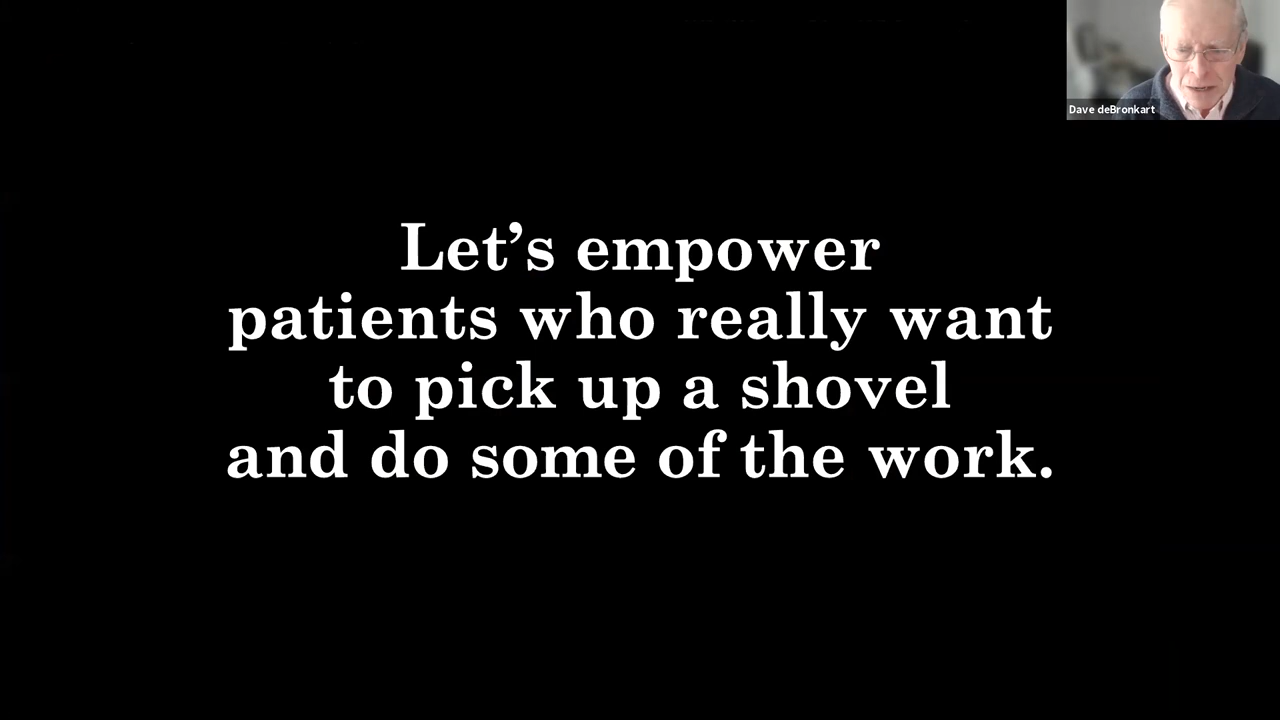 Dave deBronkart
Let’s empower
patients who really want
to pick up a shovel
and do some of the work.